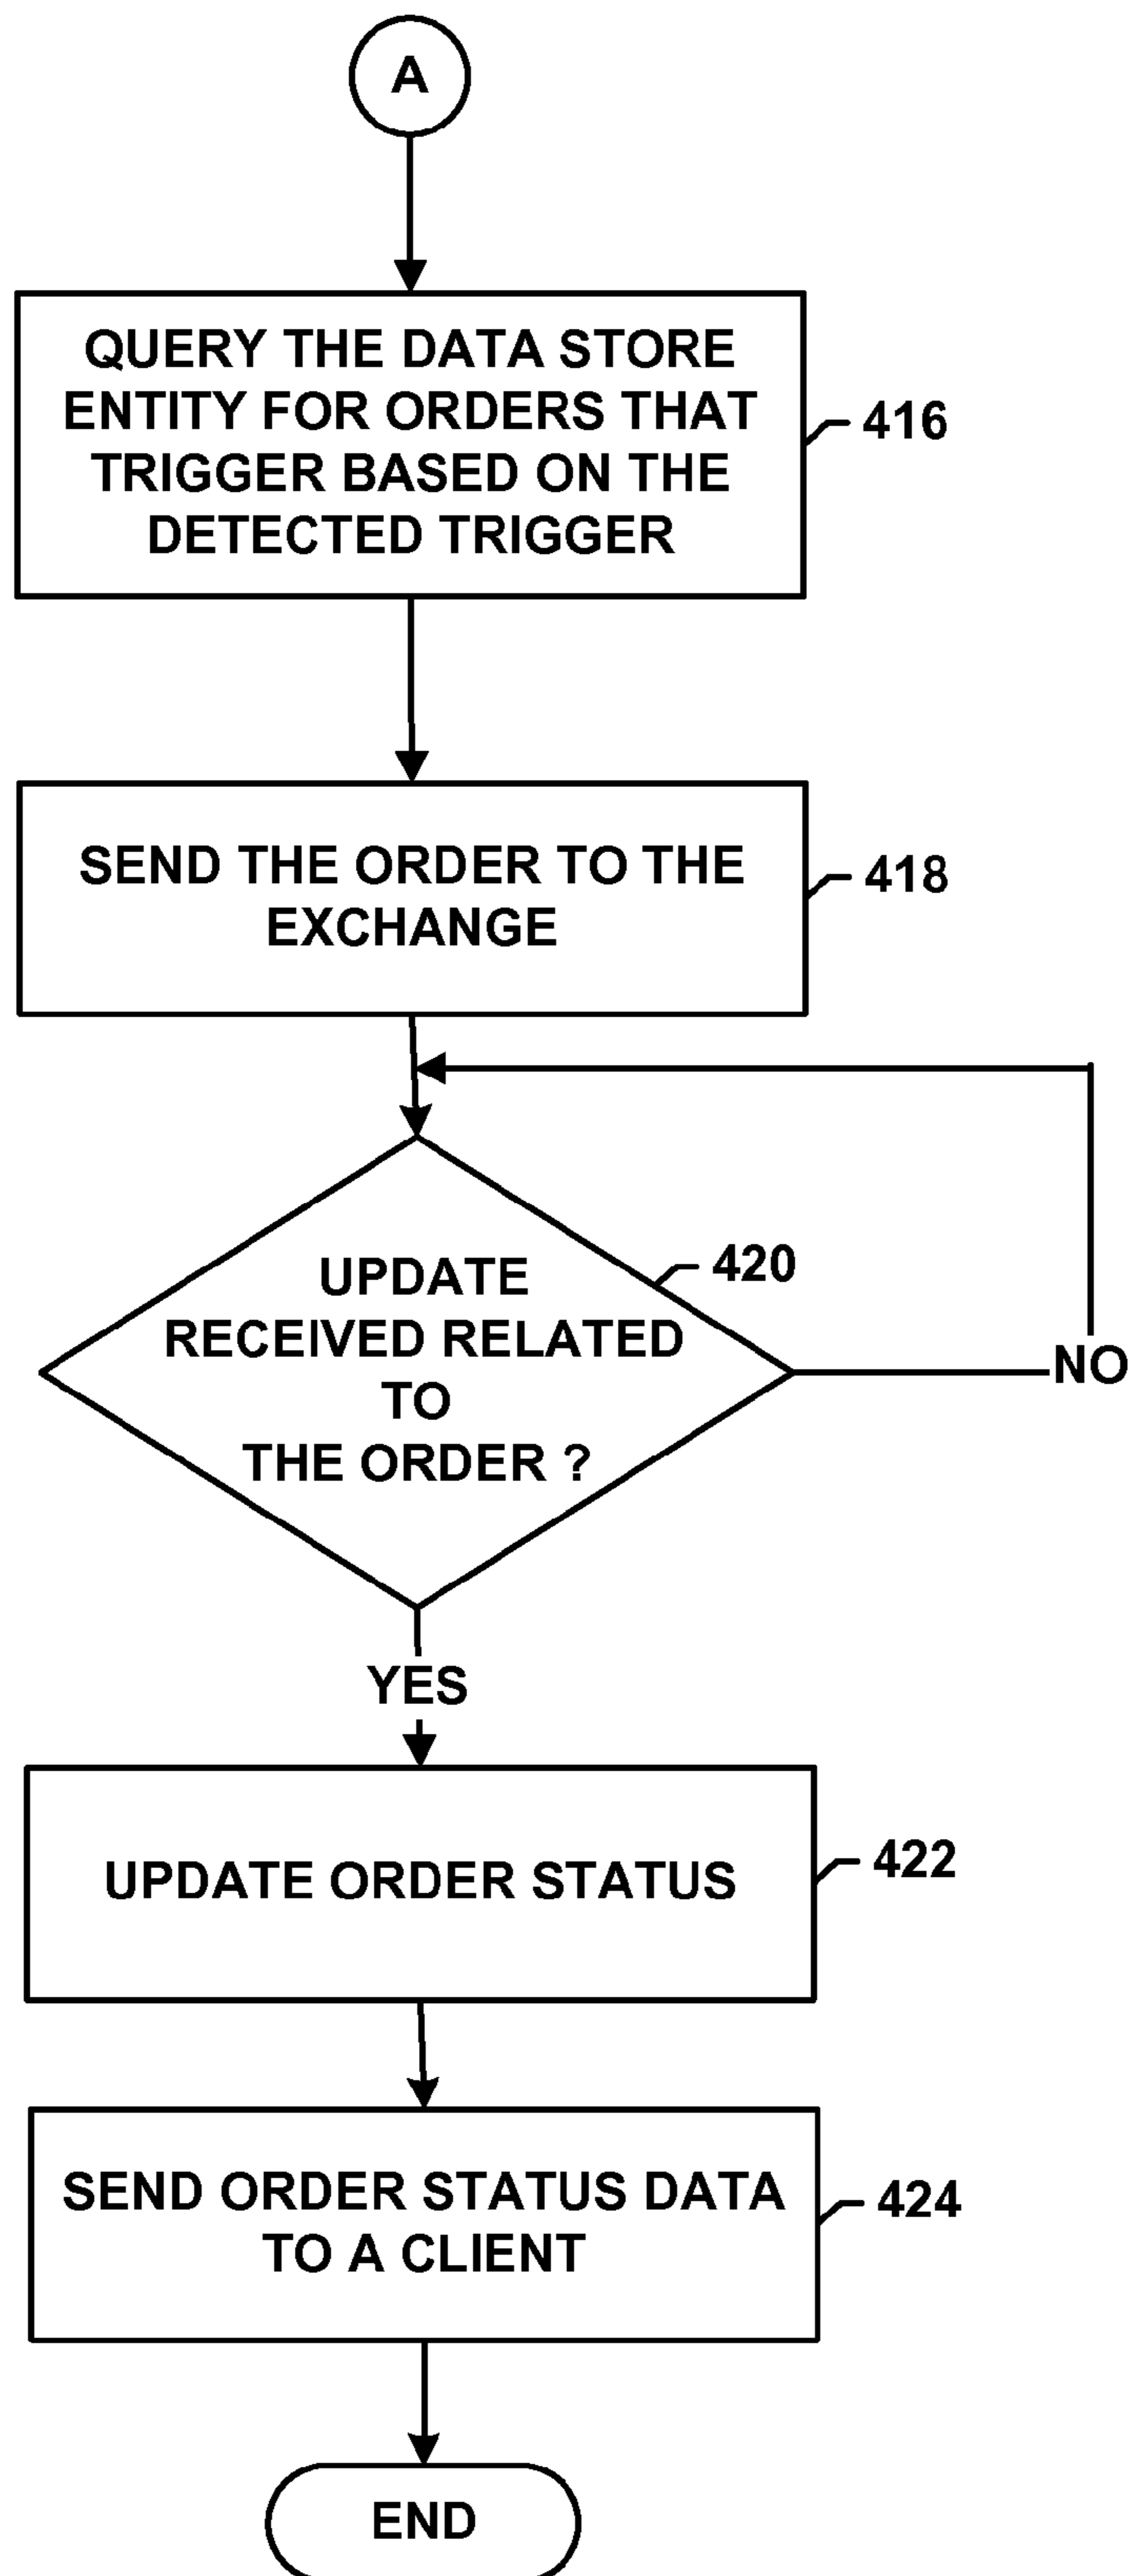 A
QUERY THE DATA STORE
ENTITY FOR ORDERS THAT
TRIGGER BASED ON THE
DETECTED TRIGGER
416
SEND THE ORDER TO THE
EXCHANGE
418
UPDATE
RECEIVED RELATED
TO
THE ORDER ?
420
NO
YES
UPDATE ORDER STATUS
422
SEND ORDER STATUS DATA
TO A CLIENT
424
END